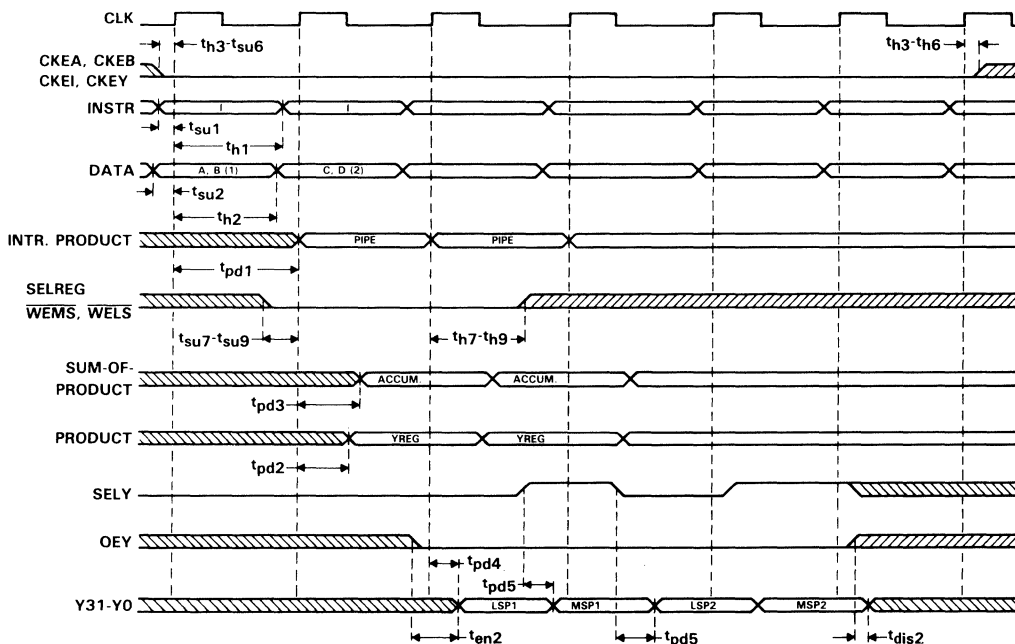 CLK
th3-tsu6
th3-th6
CKEA, CKEB
CKEI, CKEY
INSTR
tsu1
th1
DATA
A, B (1)
C, D (2)
tsu2
th2
INTR. PRODUCT
PIPE
PIPE
tpd1
SELREG
WEMS, WELS
tsu7-tsu9
th7-th9
SUM-OF-
PRODUCT
ACCUM.
ACCUM.
tpd3
PRODUCT
YREG
YREG
tpd2
SELY
OEY
tpd4
tpd5
Y31-Y0
LSP1
MSP1
LSP2
MSP2
ten2
tpd5
tdis2